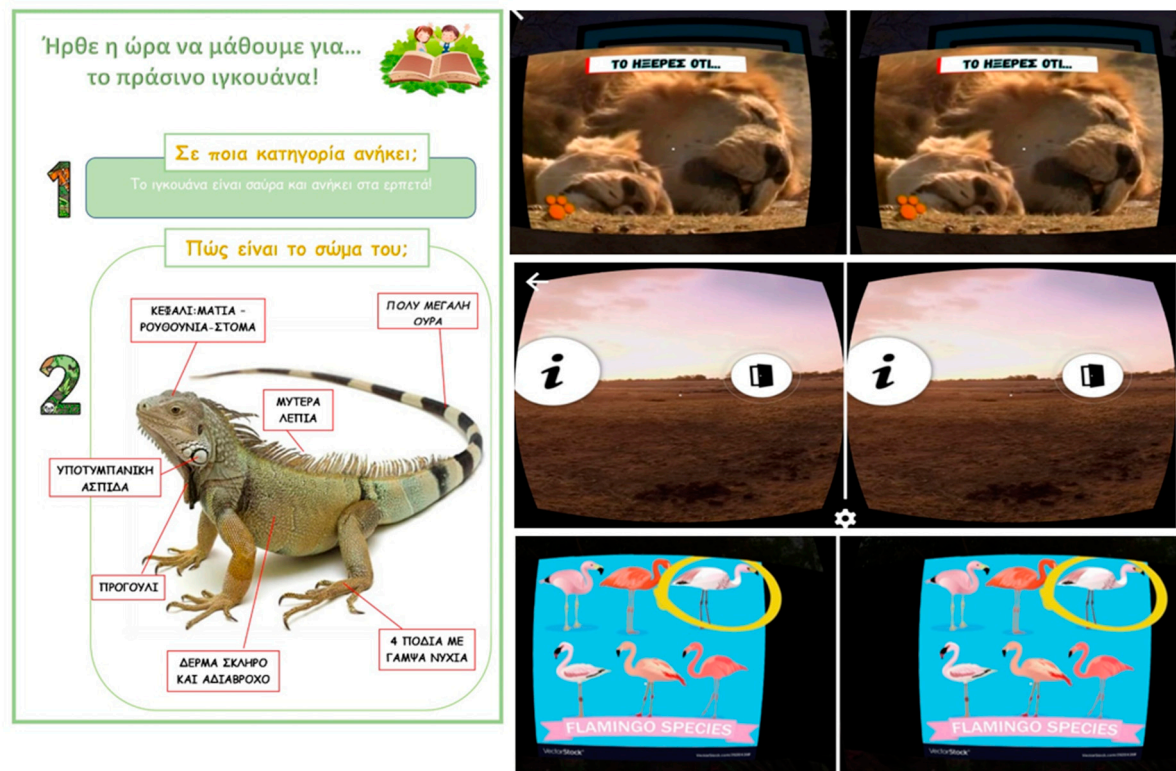 Ήρθε η ώρα να μάθουμε για...
το πράσινο ιγκουάνα!
1
Σε ποια κατηγορία ανήκει;
Το ιγκουάνα είναι σαύρα και ανήκει στα ερπετά!
2
Πώς είναι το σώμα του;
ΚΕΦΑΛΙ:ΜΑΤΙΑ -
ΡΟΥΘΟΥΝΙΑ-ΣΤΟΜΑ
ΠΟΛΥ ΜΕΓΑΛΗ
ΟΥΡΑ
ΜΥΤΕΡΑ
ΛΕΠΙΑ
ΥΠΟΤΥΜΠΑΝΙΚΗ
ΑΣΠΙΔΑ
ΠΡΟΓΟΥΛΙ
ΔΕΡΜΑ ΣΚΛΗΡΟ
ΚΑΙ ΑΔΙΑΒΡΟΧΟ
4 ΠΟΔΙΑ ΜΕ
ΓΑΜΨΑ ΝΥΧΙΑ
ΤΟ ΗΞΕΡΕΣ ΟΤΙ...
ΤΟ ΗΞΕΡΕΣ ΟΤΙ...
i
i
FLAMINGO SPECIES
VectorStock
FLAMINGO SPECIES
VectorStock